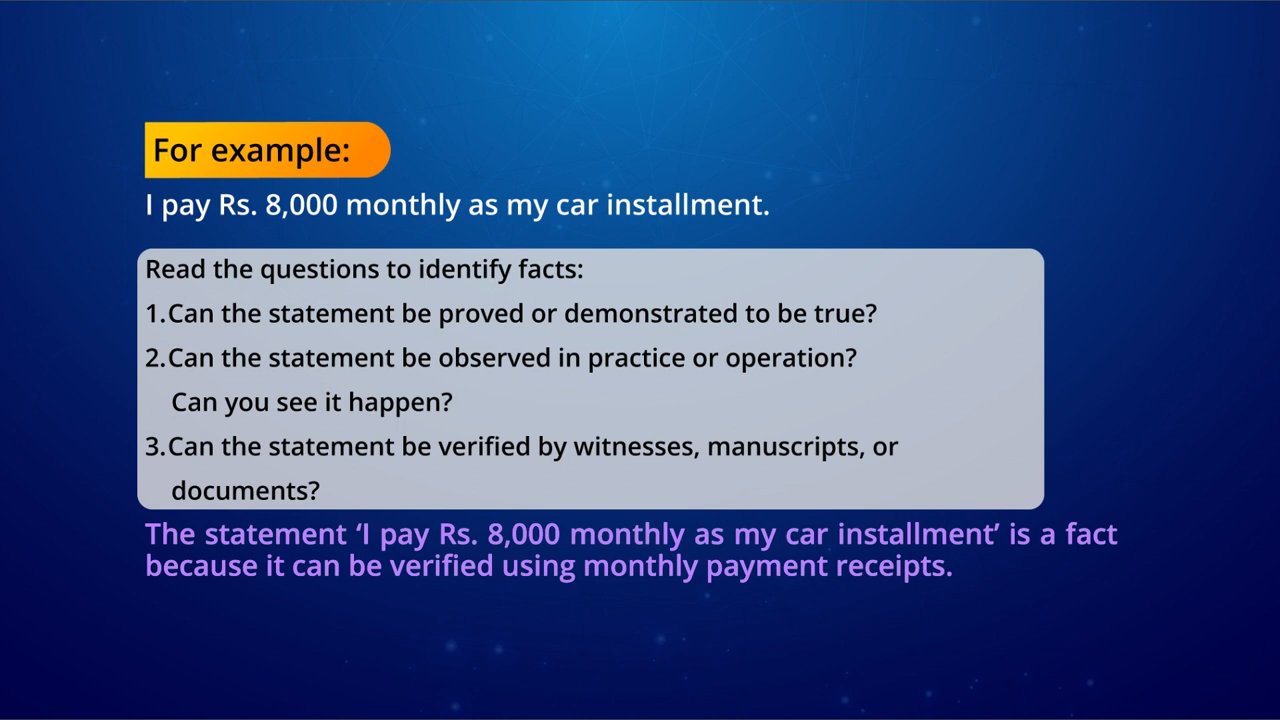 For example:
I pay Rs. 8,000 monthly as my car installment.
Read the questions to identify facts:
1.Can the statement be proved or demonstrated to be true?
2.Can the statement be observed in practice or operation?
Can you see it happen?
3.Can the statement be verified by witnesses, manuscripts, or
documents?
The statement ‘I pay Rs. 8,000 monthly as my car installment’ is a fact
because it can be verified using monthly payment receipts.